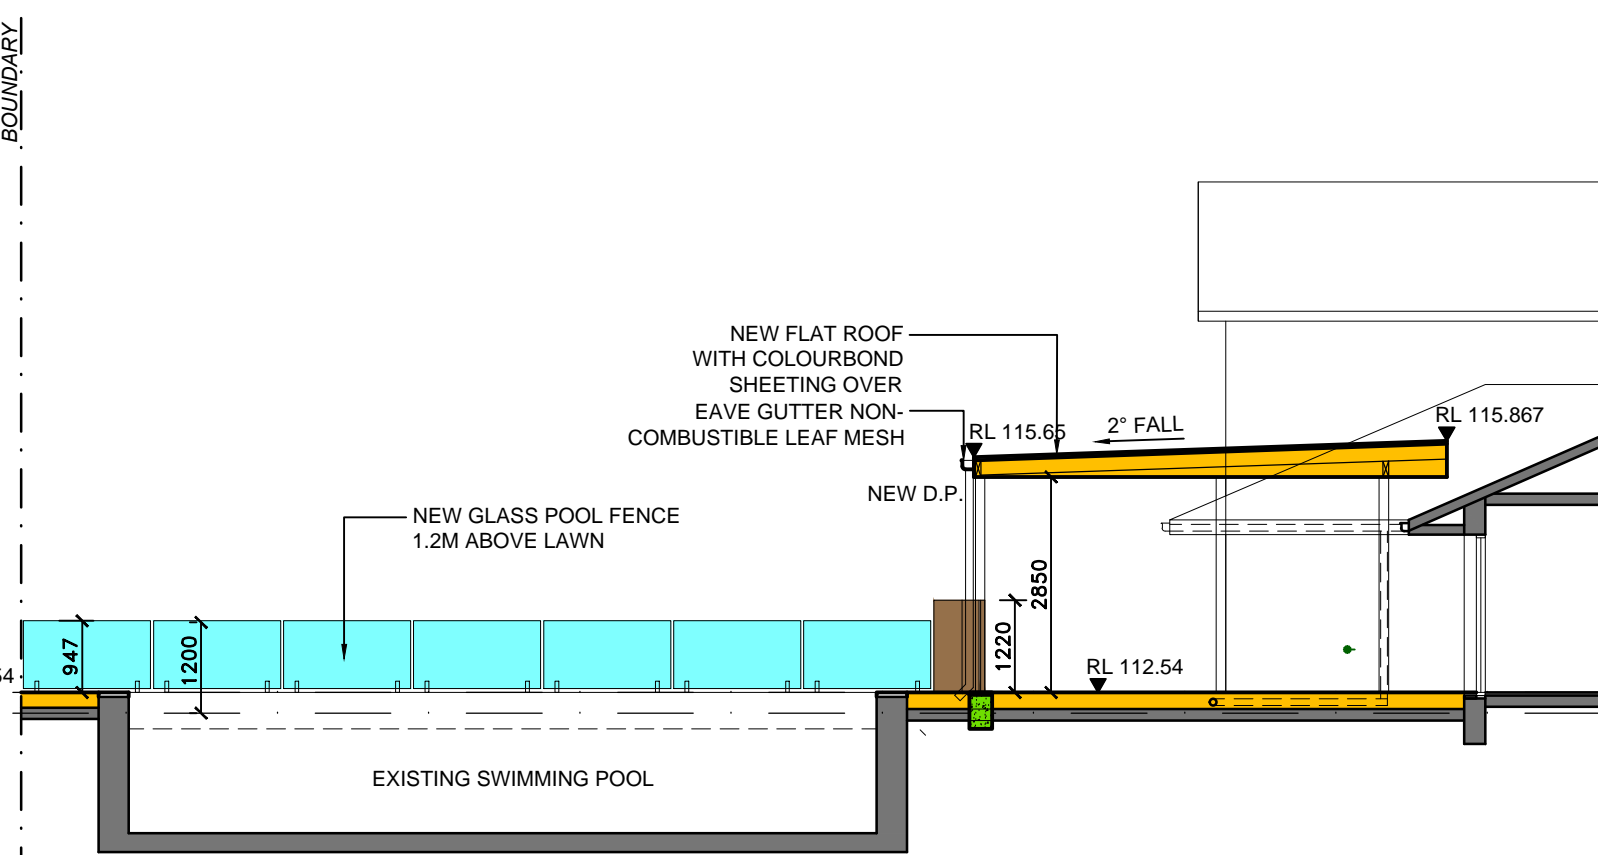 BOUNDARY
NEW FLAT ROOF
WITH COLOURBOND
SHEETING OVER
EAVE GUTTER NON-
COMBUSTIBLE LEAF MESH
RL 115.65
2° FALL
RL 115.867
NEW D.P.
NEW GLASS POOL FENCE
1.2M ABOVE LAWN
947
1200
1220
2850
RL 112.54
EXISTING SWIMMING POOL